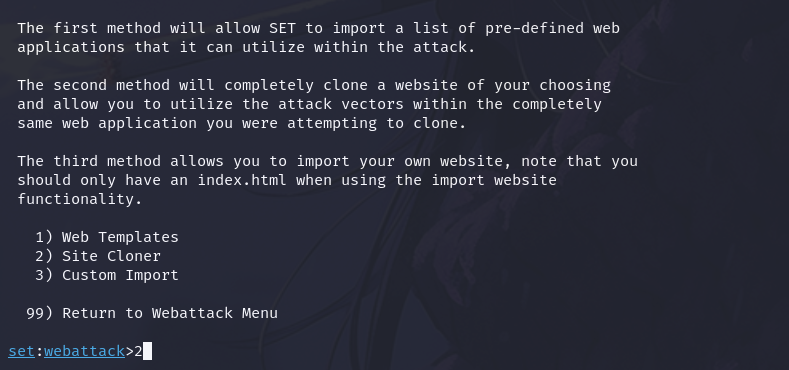 The first method will allow SET to import a list of pre-defined web
applications that it can utilize within the attack.
The second method will completely clone a website of your choosing
and allow you to utilize the attack vectors within the completely
same web application you were attempting to clone.
The third method allows you to import your own website, note that you
should only have an index.html when using the import website
functionality.
1) Web Templates
2) Site Cloner
3) Custom Import
99) Return to Webattack Menu
set:webattack>2